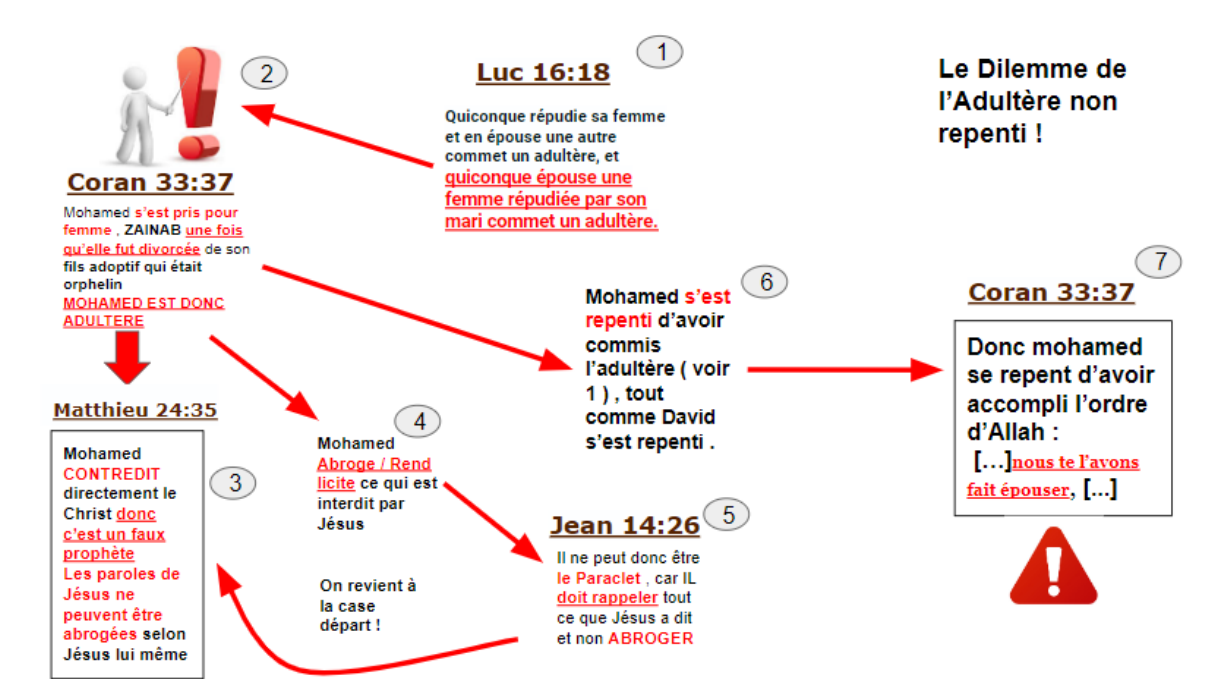 1
Luc 16:18
Quiconque répudie sa femme
et en épouse une autre
commet un adultère, et
quiconque épouse une
femme répudiée par son
mari commet un adultère.
Le Dilemme de
l'Adultère non
repenti !
2
Coran 33:37
Mohamed s'est pris pour
femme , ZAINAB une fois
qu'elle fut divorcée de son
fils adoptif qui était
orphelin
MOHAMED EST DONC
ADULTERE
Matthieu 24:35
3
Mohamed
CONTREDIT
directement le
Christ donc
c'est un faux
prophète
Les paroles de
Jésus ne
peuvent être
abrogées selon
Jésus lui même
4
Mohamed
Abroge / Rend
licite ce qui est
interdit par
Jésus
On revient à
la case
départ !
5
Jean 14:26
Il ne peut donc être
le Paraclet , car IL
doit rappeler tout
ce que Jésus a dit
et non ABROGER
6
Mohamed s'est
repenti d'avoir
commis
l'adultère ( voir
1 ) , tout
comme David
s'est repenti .
7
Coran 33:37
Donc mohamed
se repent d'avoir
accompli l'ordre
d'Allah :
[...]nous te l'avons
fait épouser, [...]